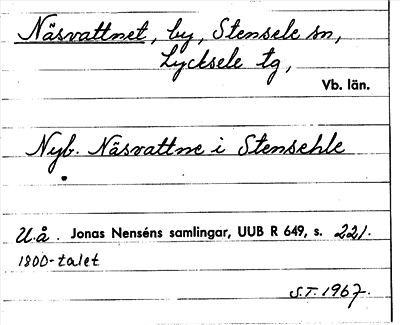 Näsvattnet, by, Stensele sn,
Lycksele tg,
Vb. län.
Nyb. Näsvattne i Stensehle
U.å. Jonas Nenséns samlingar, UUB R 649, s. 221.
1800-talet
S.T. 1967.